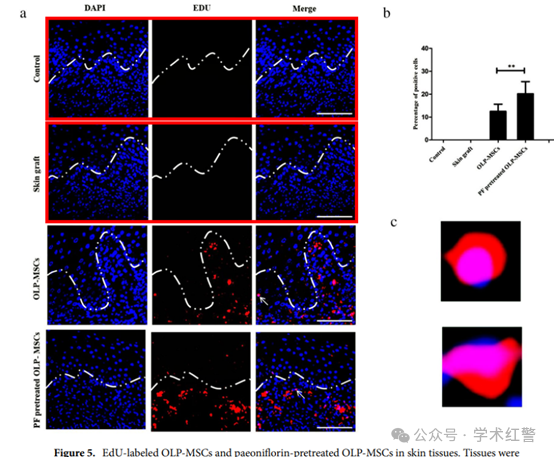 a
DAPI EDU Merge
Control
Skin graft
OLP-MSCs
PF pretreated OLP- MSCs
b
Percentage of positive cells
40
30
20
10
0
**
Control
Skin graft
OLP-MSCs
PF pretreated OLP-MSCs
c
公众号 · 学术红警
Figure 5. EdU-labeled OLP-MSCs and paeoniflorin-pretreated OLP-MSCs in skin tissues. Tissues were